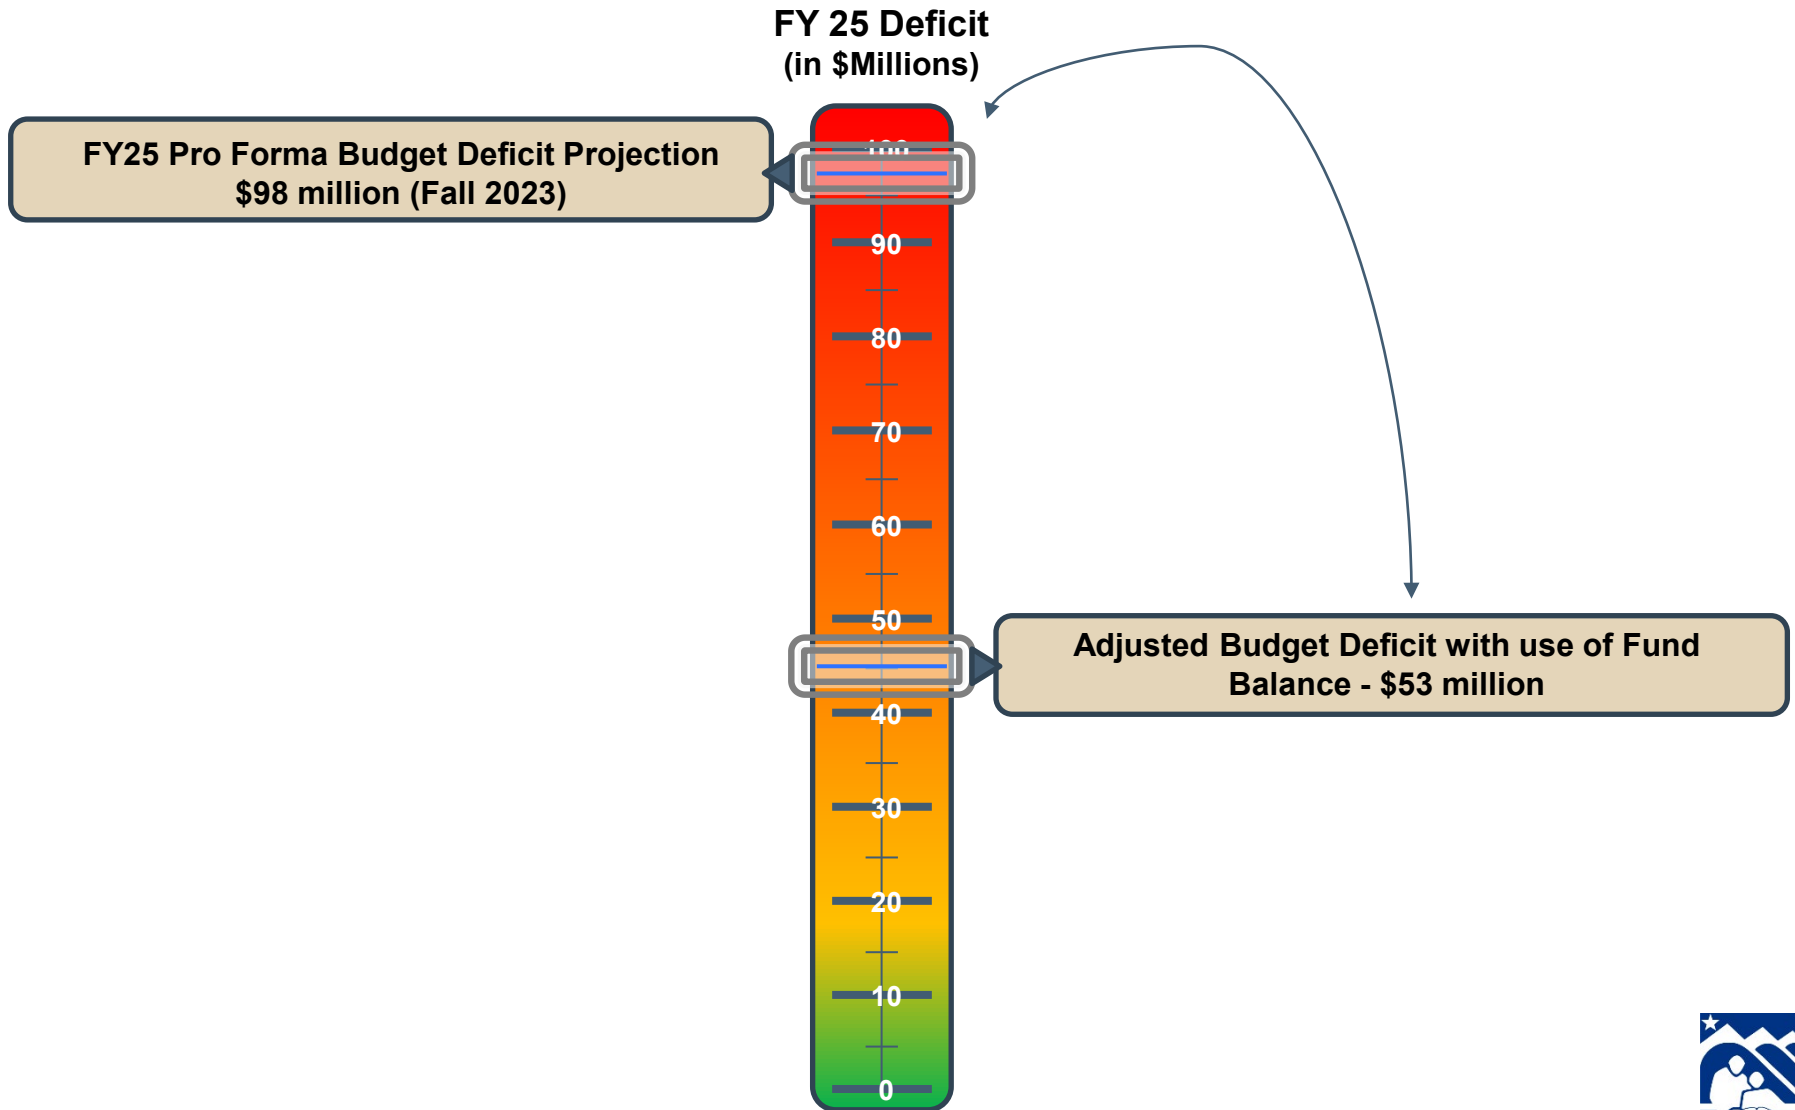 FY 25 Deficit
(in $Millions)
FY25 Pro Forma Budget Deficit Projection
$98 million (Fall 2023)
100
90
80
70
60
50
Adjusted Budget Deficit with use of Fund
Balance - $53 million
40
30
20
10
0